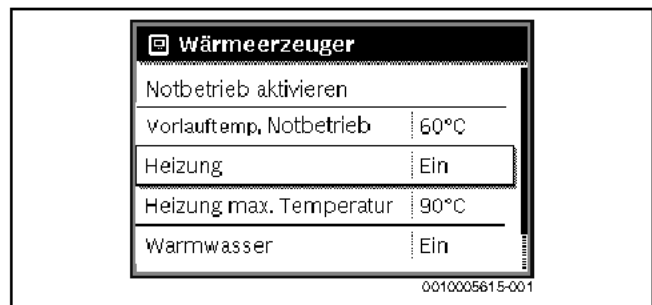 Wärmeerzeuger
Notbetrieb aktivieren
Vorlauftemp. Notbetrieb 60°C
Heizung Ein
Heizung max. Temperatur 90°C
Warmwasser Ein
0010005615-001